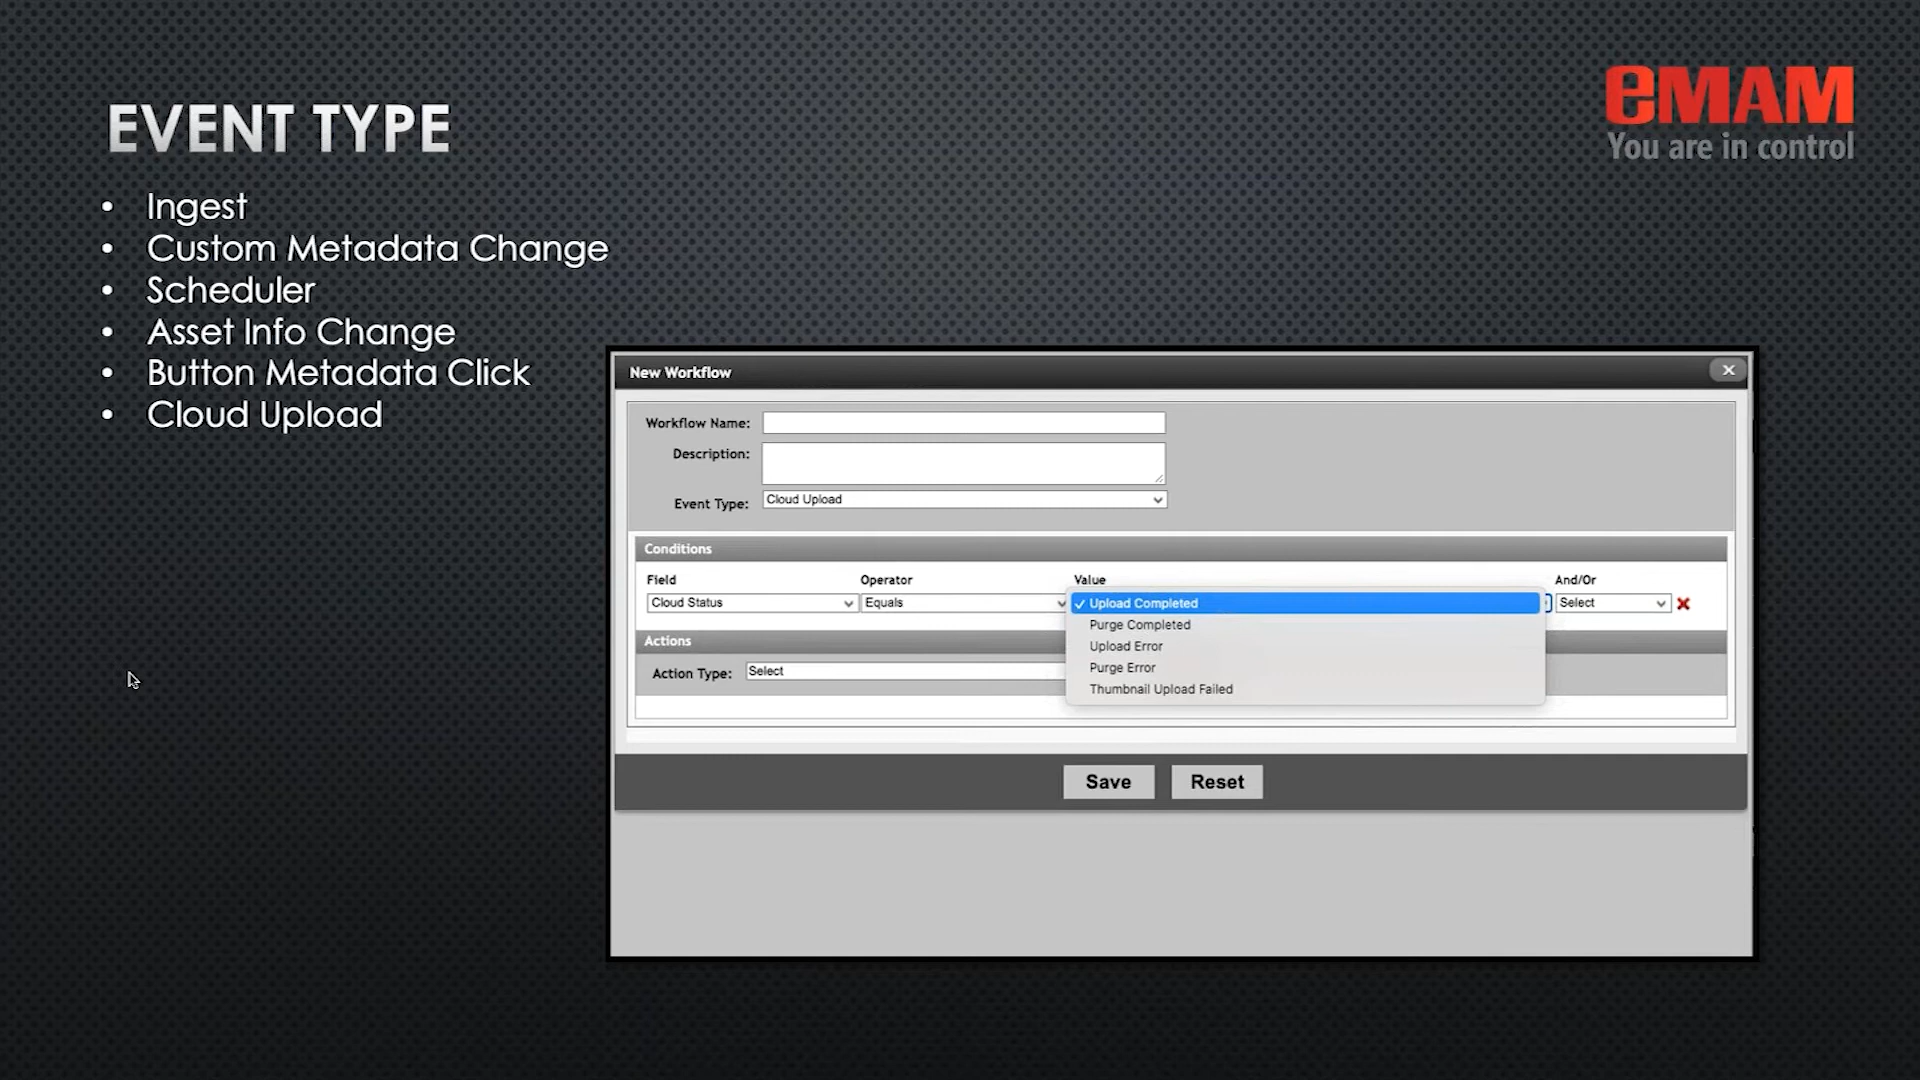 EVENT TYPE
eMAM
You are in control
• Ingest
• Custom Metadata Change
• Scheduler
• Asset Info Change
• Button Metadata Click
• Cloud Upload
New Workflow
Workflow Name:
Description:
Event Type: Cloud Upload
Conditions
Field Operator Value And/Or
Cloud Status Equals ✓ Upload Completed Select
Purge Completed
Upload Error
Purge Error
Thumbnail Upload Failed
Actions
Action Type: Select
Save Reset